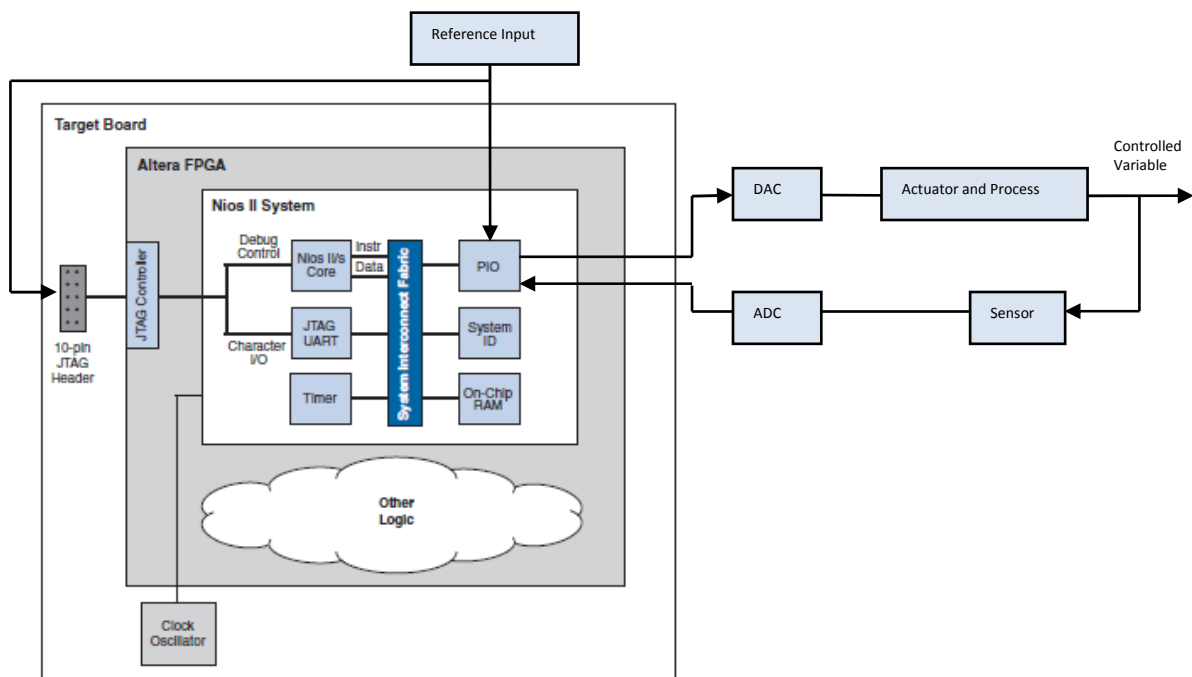 Reference Input
Target Board
Altera FPGA
Nios II System
Debug
Control
Nios II/s
Core
Instr
Data
System Interconnect Fabric
PIO
JTAG Controller
10-pin
JTAG
Header
Character
I/O
JTAG
UART
System
ID
Timer
On-Chip
RAM
Other
Logic
Clock
Oscillator
DAC
Actuator and Process
Controlled
Variable
ADC
Sensor